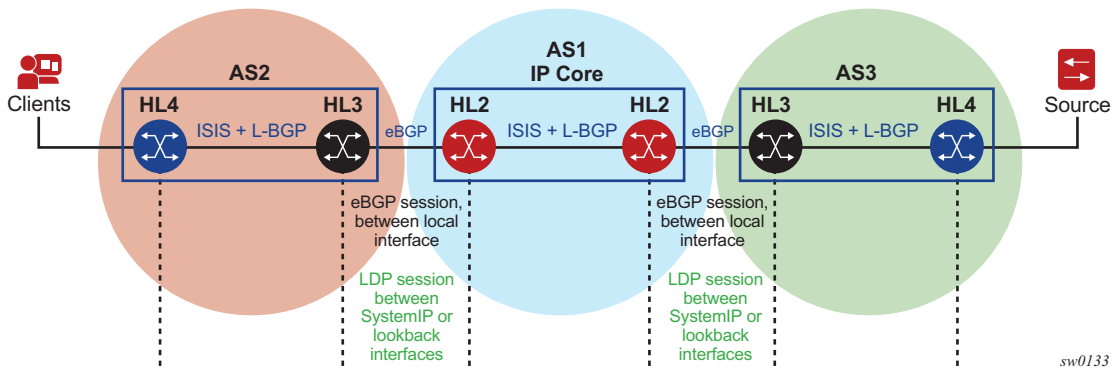 AS2
AS1
IP Core
AS3
Clients
Source
HL4
HL3
HL2
HL2
HL3
HL4
ISIS + L-BGP
eBGP
ISIS + L-BGP
eBGP
ISIS + L-BGP
eBGP session,
between local
interface
eBGP session,
between local
interface
LDP session
between
SystemIP or
lookback
interfaces
LDP session
between
SystemIP or
lookback
interfaces
sw0133